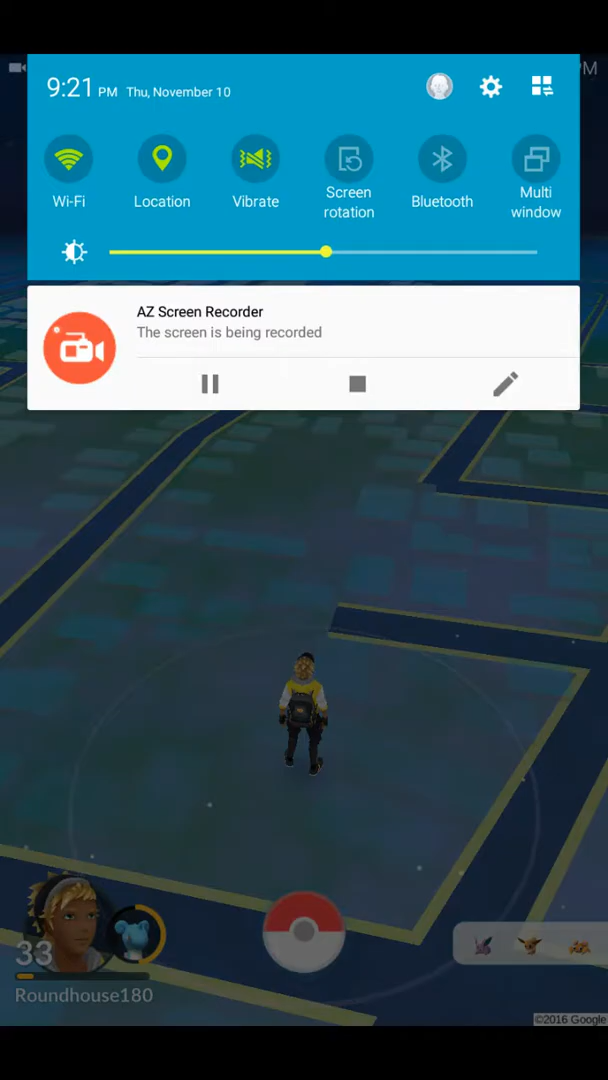 PM
9:21 PM Thu, November 10
Wi-Fi
Location
Vibrate
Screen
rotation
Bluetooth
Multi
window
AZ Screen Recorder
The screen is being recorded
33
Roundhouse180
©2016 Google